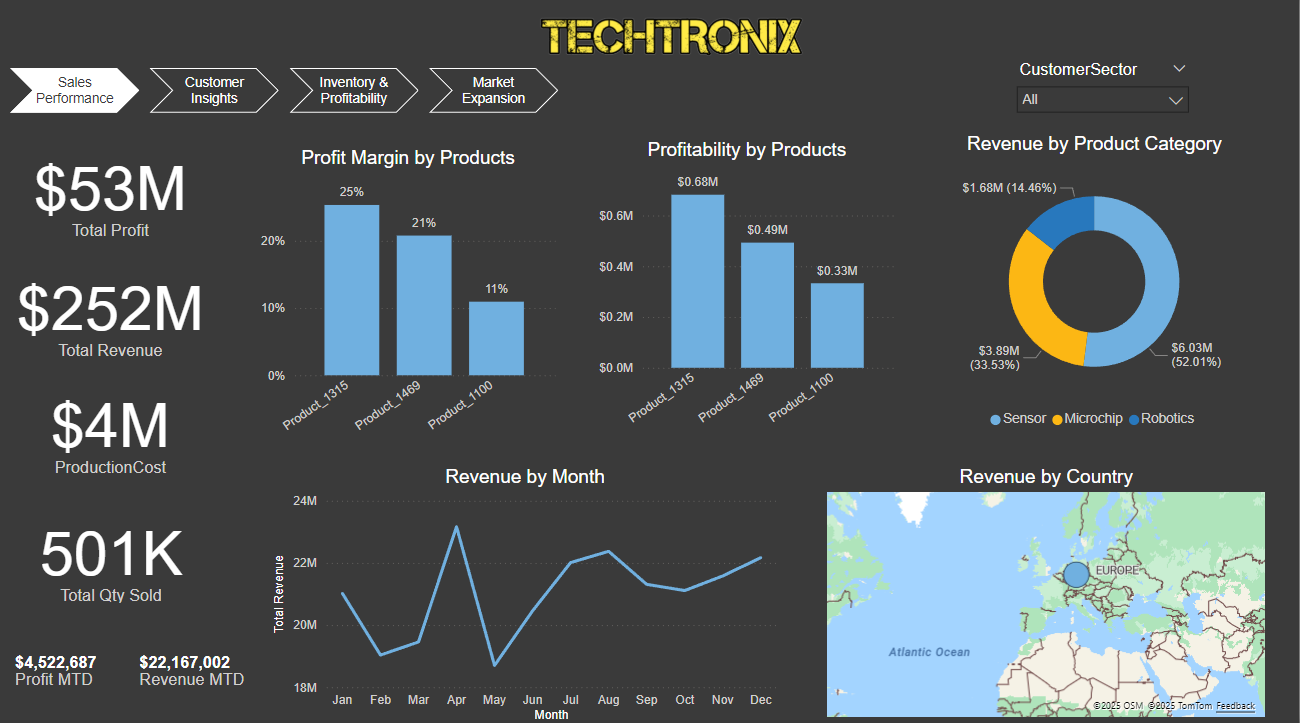 TECHTRONIX
Sales
Performance
Customer
Insights
Inventory &
Profitability
Market
Expansion
CustomerSector
All
$53M
Total Profit
$252M
Total Revenue
$4M
ProductionCost
501K
Total Qty Sold
$4,522,687
Profit MTD
$22,167,002
Revenue MTD
Profit Margin by Products
25%
21%
11%
20%
10%
0%
Product_1315
Product_1469
Product_1100
Profitability by Products
$0.68M
$0.49M
$0.33M
$0.6M
$0.4M
$0.2M
$0.0M
Product_1315
Product_1469
Product_1100
Revenue by Product Category
$1.68M (14.46%)
$3.89M
(33.53%)
$6.03M
(52.01%)
Sensor Microchip Robotics
Revenue by Month
Total Revenue
24M
22M
20M
18M
Jan Feb Mar Apr May Jun Jul Aug Sep Oct Nov Dec
Month
Revenue by Country
EUROPE
Atlantic Ocean
©2025 OSM ©2025 TomTom Feedback